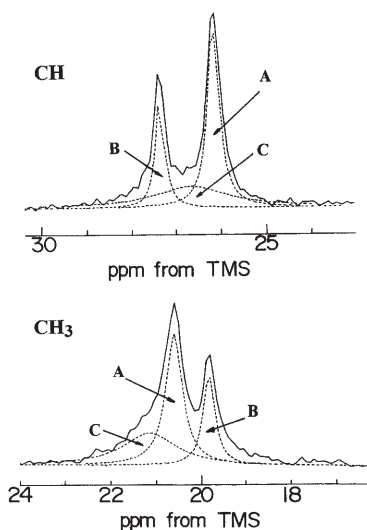 CH
A
B
C
30 25
ppm from TMS
CH3
A
B
C
24 22 20 18
ppm from TMS